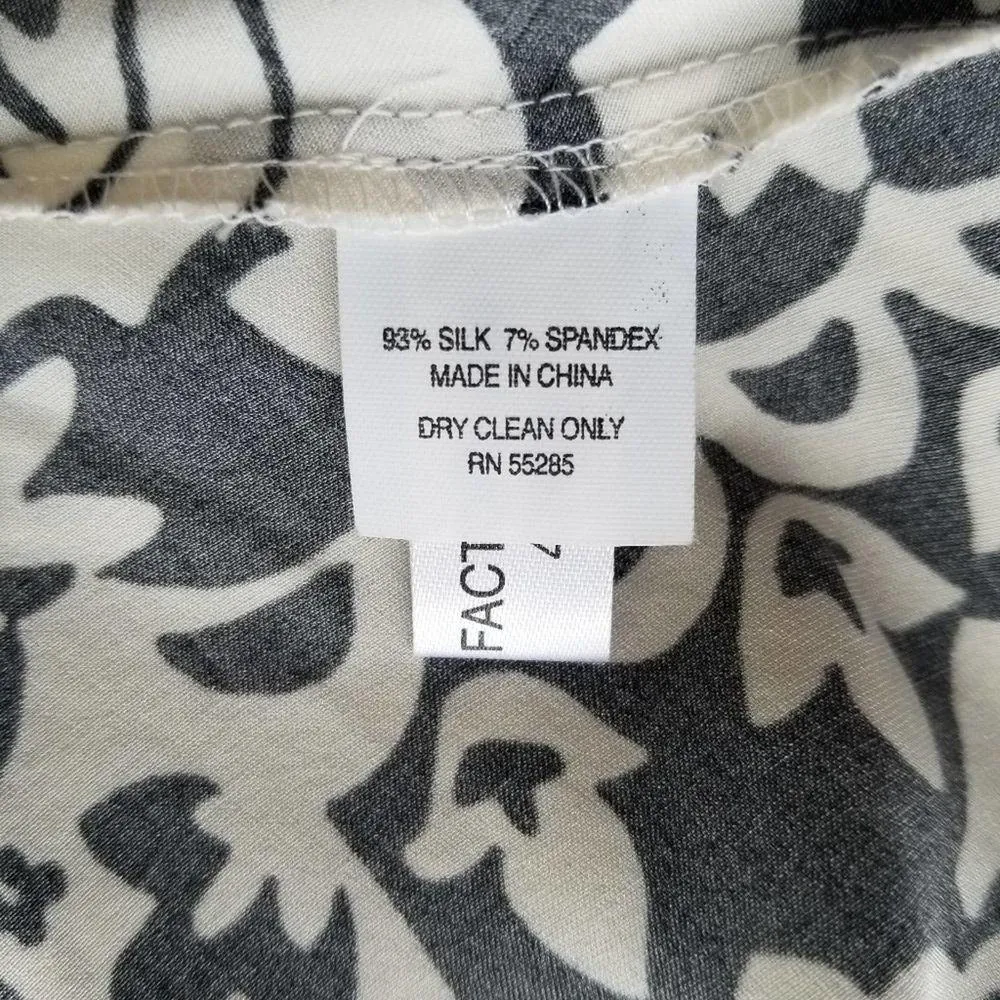 93% SILK 7% SPANDEX
MADE IN CHINA
DRY CLEAN ONLY
RN 55285
FACT